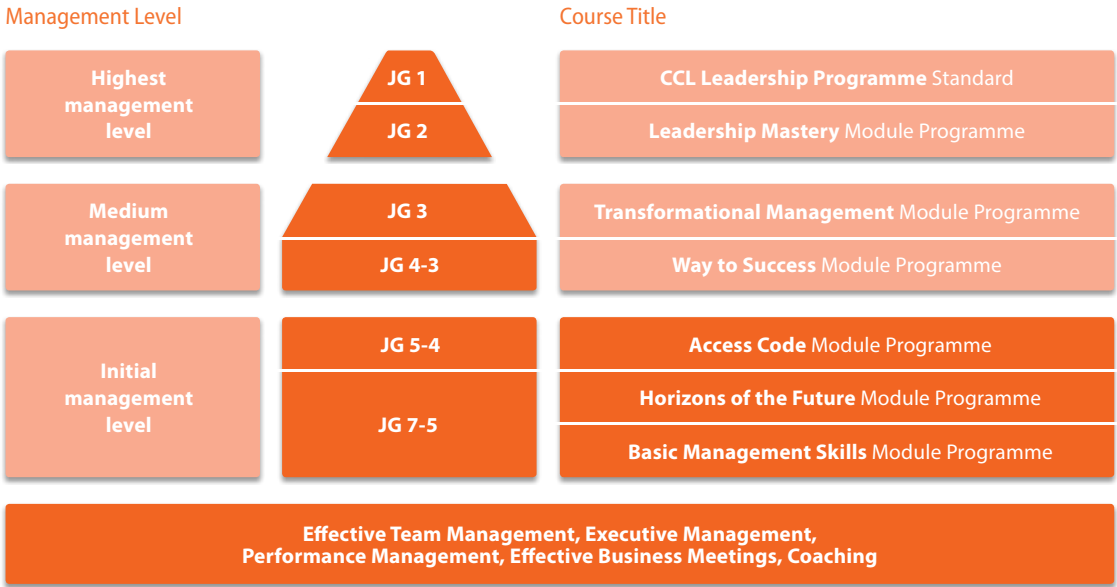 Management Level
Course Title
Highest
management
level
JG 1
CCL Leadership Programme Standard
JG 2
Leadership Mastery Module Programme
Medium
management
level
JG 3
Transformational Management Module Programme
JG 4-3
Way to Success Module Programme
Initial
management
level
JG 5-4
Access Code Module Programme
JG 7-5
Horizons of the Future Module Programme
Basic Management Skills Module Programme
Effective Team Management, Executive Management,
Performance Management, Effective Business Meetings, Coaching